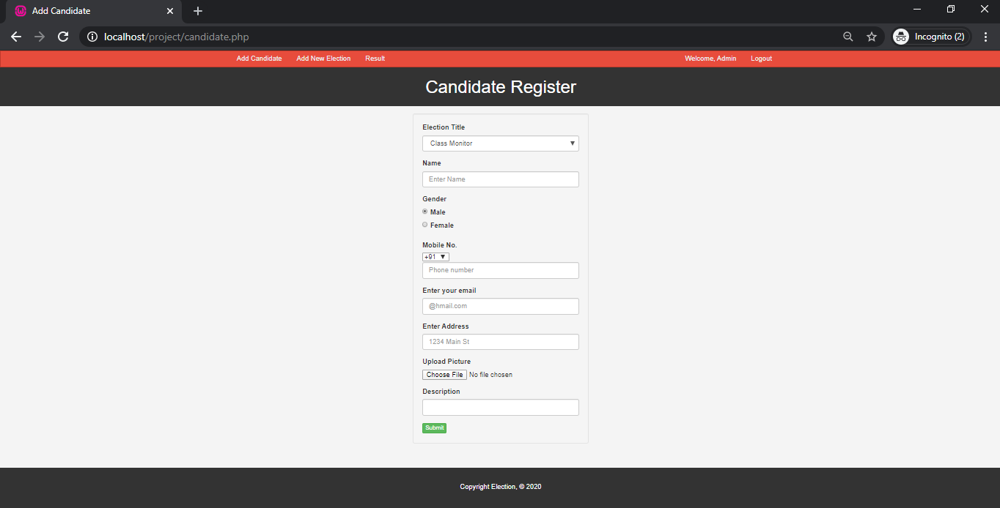 Add Candidate
localhost/project/candidate.php
Incognito (2)
Add Candidate Add New Election Result Welcome, Admin Logout
Candidate Register
Election Title
Class Monitor
Name
Enter Name
Gender
Male
Female
Mobile No.
+91
Phone number
Enter your email
@hmail.com
Enter Address
1234 Main St
Upload Picture
Choose File No file chosen
Description
Submit
Copyright Election, © 2020